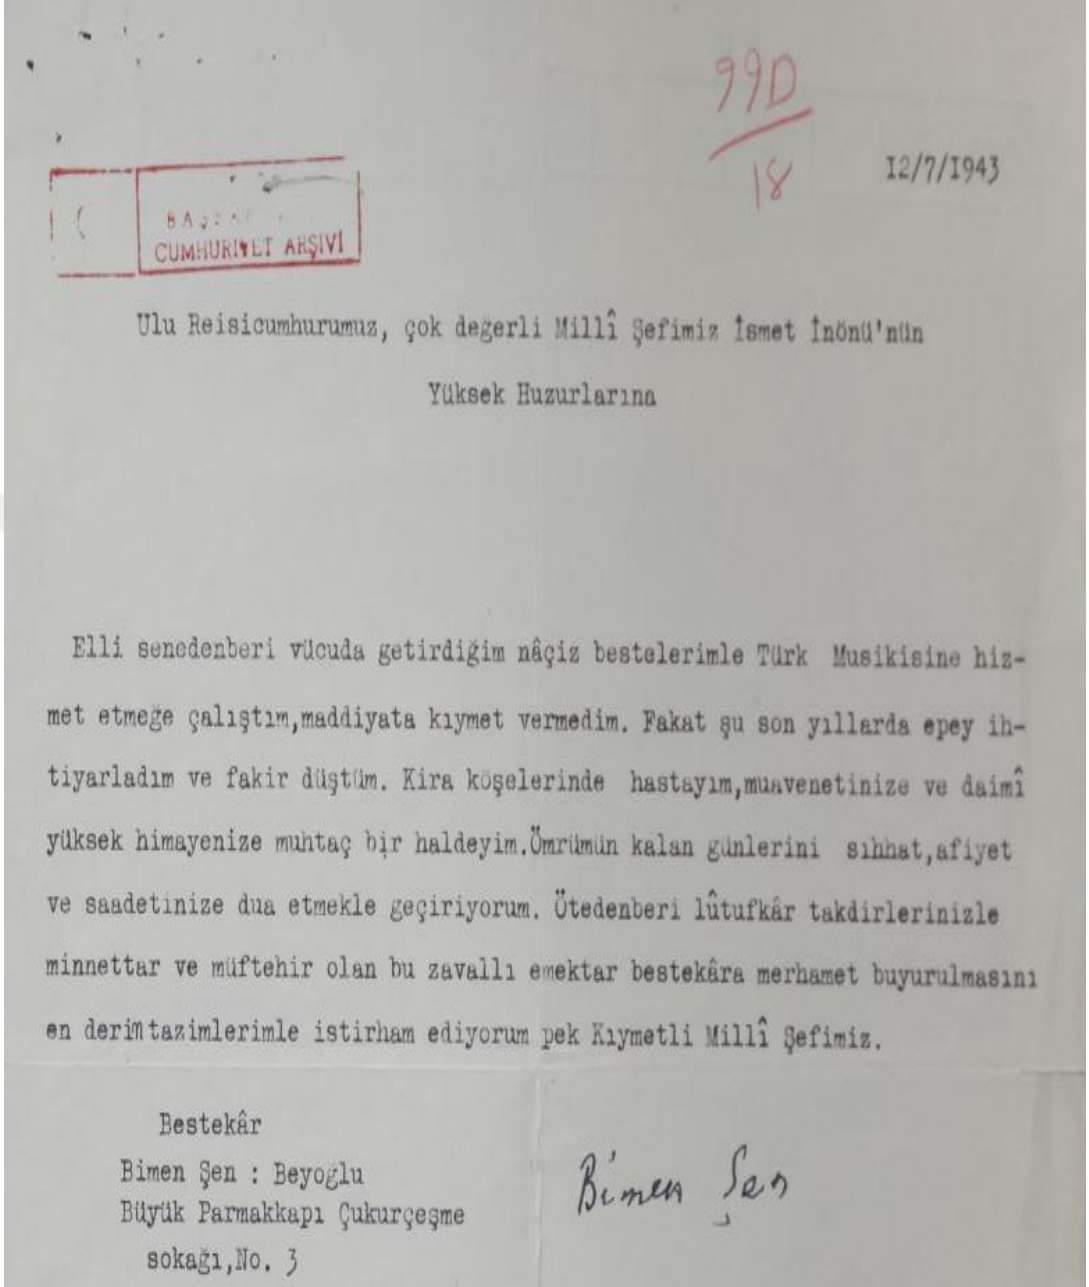 99D
18
12/7/1943
CUMHURİYET ARŞİVİ
Ulu Reisicumhurumuz, çok değerli Millî Şefimiz İsmet İnönü'nün
Yüksek Huzurlarına
Elli senedenberi vücuda getirdiğim nâçiz bestelerimle Türk Musikisine hiz-
met etmeğe çalıştım,maddiyata kıymet vermedim. Fakat şu son yıllarda epey ih-
tiyarladım ve fakir düştüm. Kira köşelerinde hastayım,muavenetinize ve daimî
yüksek himayenize muhtaç bir haldeyim.Ömrümün kalan günlerini sıhhat,afiyet
ve saadetinize dua etmekle geçiriyorum. Ötedenberi lûtufkâr takdirlerinizle
minnettar ve müftehir olan bu zavallı emektar bestekâra merhamet buyurulmasını
en derin tazimlerimle istirham ediyorum pek Kıymetli Millî Şefimiz.
Bestekâr
Bimen Şen : Beyoğlu
Büyük Parmakkapı Çukurçeşme
sokağı,No. 3
Bimen Şen